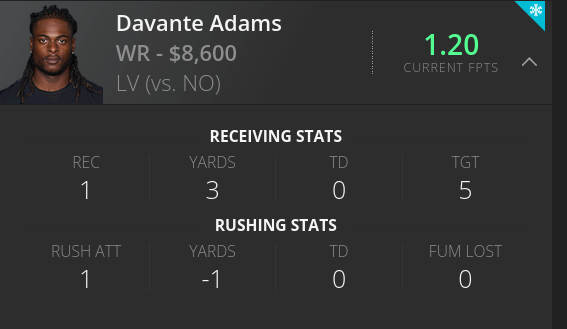 Davante Adams
WR - $8,600
LV (vs. NO)
1.20
CURRENT FPTS
RECEIVING STATS
REC YARDS TD TGT
1 3 0 5
RUSHING STATS
RUSH ATT YARDS TD FUM LOST
1 -1 0 0